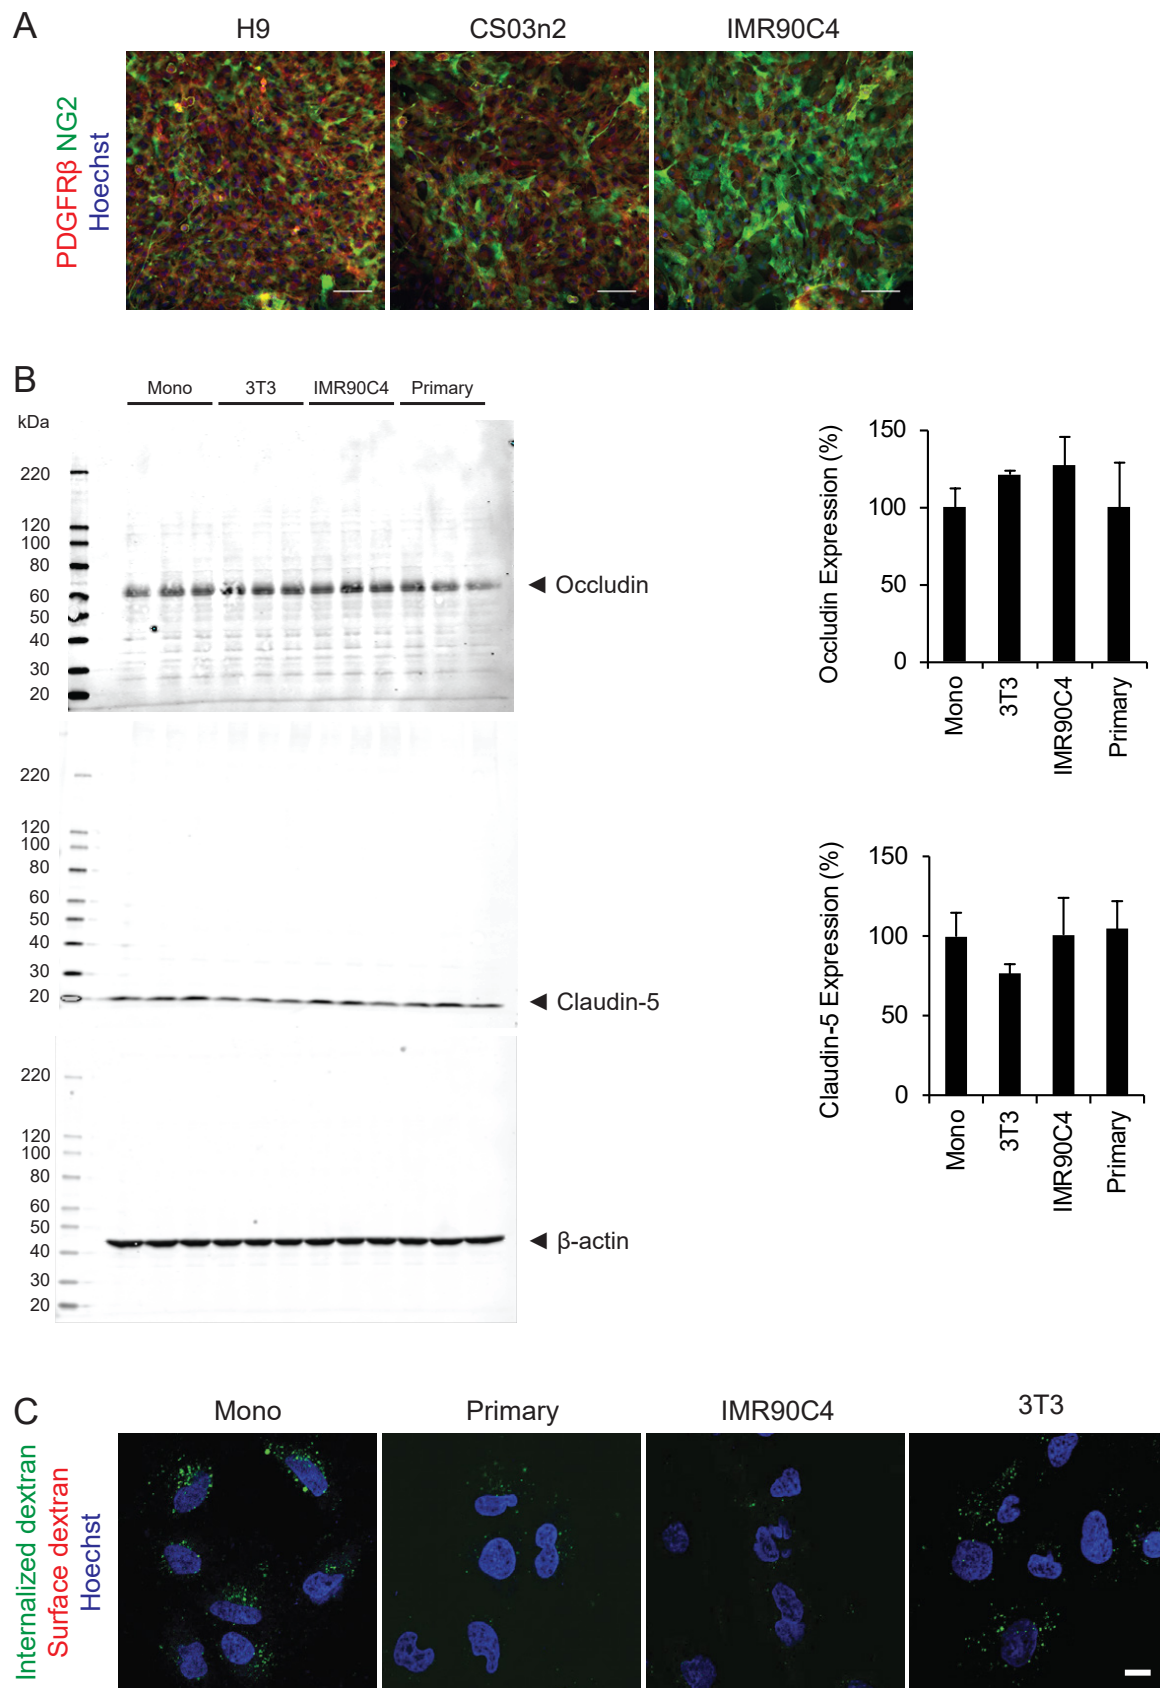 A
H9
CS03n2
IMR90C4
PDGFRβ NG2
Hoechst
B
Mono
3T3
IMR90C4
Primary
kDa
220
120
100
80
60
50
40
30
20
Occludin
220
120
100
80
60
50
40
30
20
Claudin-5
220
120
100
80
60
50
40
30
20
β-actin
Occludin Expression (%)
150
100
50
0
Mono
3T3
IMR90C4
Primary
Claudin-5 Expression (%)
150
100
50
0
Mono
3T3
IMR90C4
Primary
C
Mono
Primary
IMR90C4
3T3
Internalized dextran
Surface dextran
Hoechst